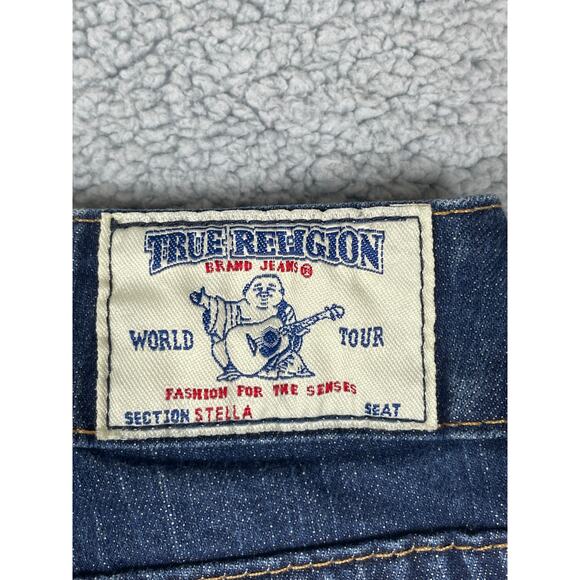 TRUE RELIGION
BRAND JEANS®
WORLD TOUR
FASHION FOR THE SENSES
SECTION STELLA SEAT